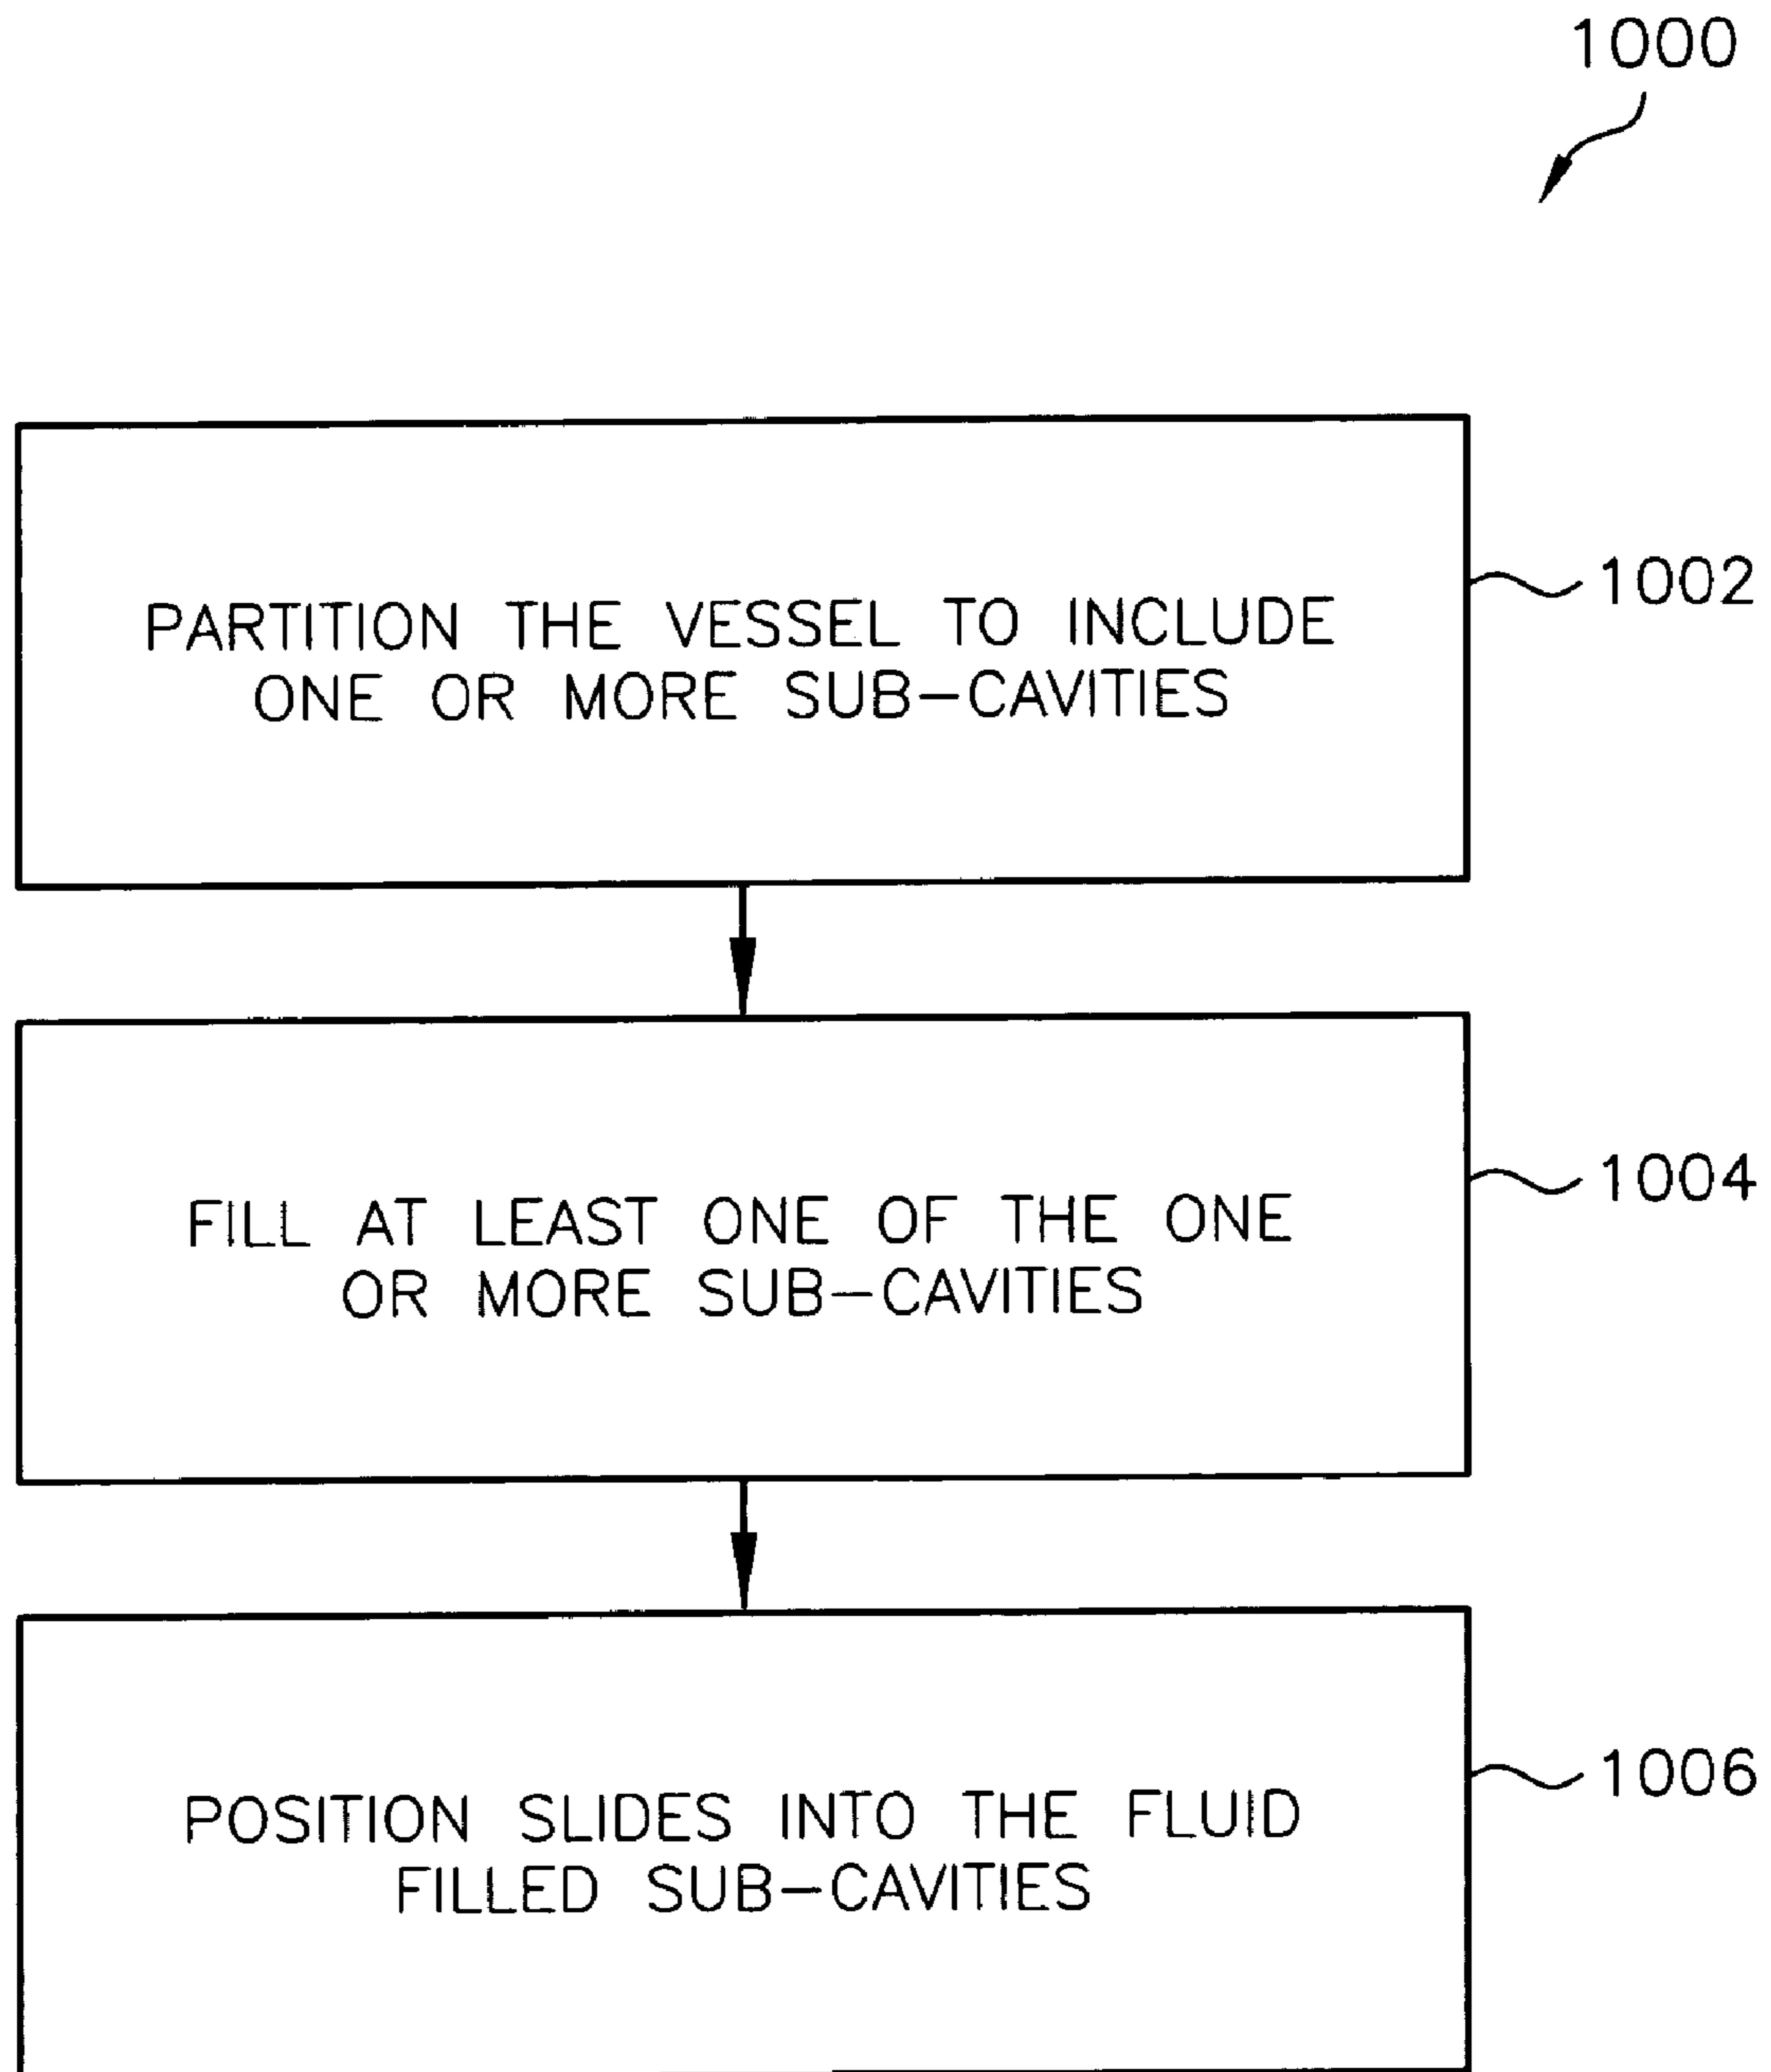 1000
PARTITION THE VESSEL TO INCLUDE
ONE OR MORE SUB-CAVITIES
1002
FILL AT LEAST ONE OF THE ONE
OR MORE SUB-CAVITIES
1004
POSITION SLIDES INTO THE FLUID
FILLED SUB-CAVITIES
1006